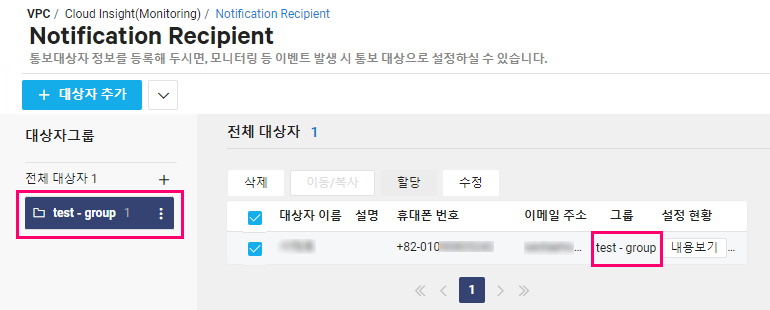 VPC / Cloud Insight(Monitoring) / Notification Recipient
Notification Recipient
통보대상자 정보를 등록해 두시면, 모니터링 등 이벤트 발생 시 통보 대상으로 설정하실 수 있습니다.
+ 대상자 추가
대상자그룹
전체 대상자 1 +
test - group 1
전체 대상자 1
삭제 이동/복사 할당 수정
대상자 이름 설명 휴대폰 번호 이메일 주소 그룹 설정 현황
+82-010 ... test - group 내용보기 ...
1